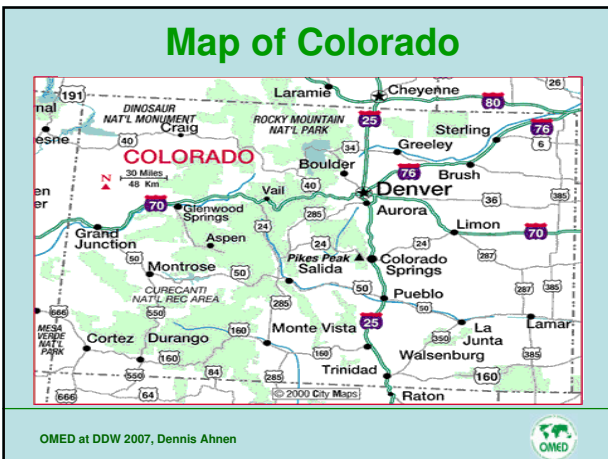 Map of Colorado
191
Laramie
Cheyenne
26
80
DINOSAUR
NAT'L MONUMENT
ROCKY MOUNTAIN
NAT'L PARK
25
Craig
40
Sterling
76
34
Greeley
6
COLORADO
Boulder
76
Brush
N
30 Miles
48 Km
Vail
40
Denver
36
385
70
Glenwood
Springs
285
Aurora
Limon
24
70
Grand
Junction
Aspen
24
24
Pikes Peak
Colorado
Springs
287
50
Montrose
50
Salida
CURECANTI
NAT'L REC AREA
50
Pueblo
50
287
385
666
550
285
MESA
VERDE
NAT'L
PARK
160
Monte Vista
25
La
Junta
Lamar
Cortez
Durango
350
160
160
Walsenburg
385
550
Trinidad
160
666
64
84
285
© 2000 City Maps
Raton
OMED at DDW 2007, Dennis Ahnen
OMED